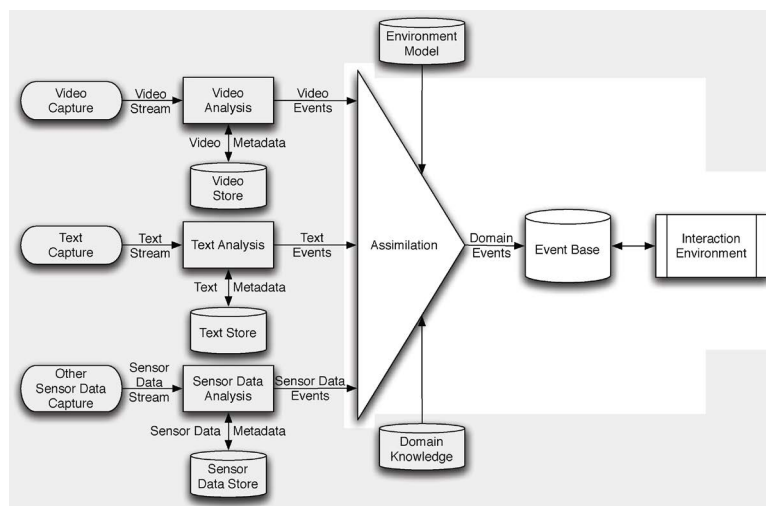 Environment
Model
Video
Capture
Video
Stream
Video
Analysis
Video
Events
Video
Metadata
Video
Store
Text
Capture
Text
Stream
Text Analysis
Text
Events
Assimilation
Domain
Events
Event Base
Interaction
Environment
Text
Metadata
Text Store
Other
Sensor Data
Capture
Sensor
Data
Stream
Sensor Data
Analysis
Sensor Data
Events
Sensor Data
Metadata
Sensor
Data Store
Domain
Knowledge